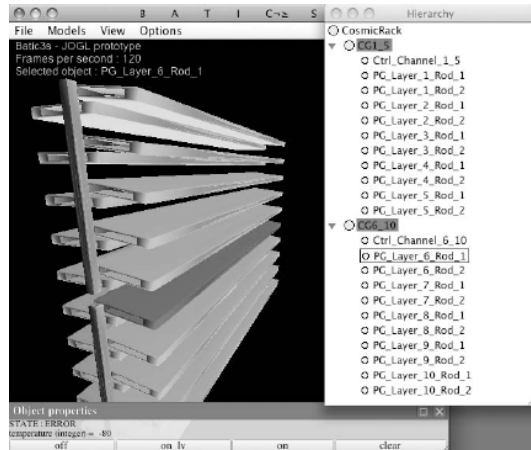 B A T I C¬≥ S
File Models View Options
Batic3s - JOGL prototype
Frames per second : 120
Selected object : PG_Layer_6_Rod_1
Hierarchy
CosmicRack
CG1_5
Ctrl_Channel_1_5
PG_Layer_1_Rod_1
PG_Layer_1_Rod_2
PG_Layer_2_Rod_1
PG_Layer_2_Rod_2
PG_Layer_3_Rod_1
PG_Layer_3_Rod_2
PG_Layer_4_Rod_1
PG_Layer_4_Rod_2
PG_Layer_5_Rod_1
PG_Layer_5_Rod_2
CG6_10
Ctrl_Channel_6_10
PG_Layer_6_Rod_1
PG_Layer_6_Rod_2
PG_Layer_7_Rod_1
PG_Layer_7_Rod_2
PG_Layer_8_Rod_1
PG_Layer_8_Rod_2
PG_Layer_9_Rod_1
PG_Layer_9_Rod_2
PG_Layer_10_Rod_1
PG_Layer_10_Rod_2
Object properties
STATE : ERROR
temperature (integer) = -80
off on_lv on clear